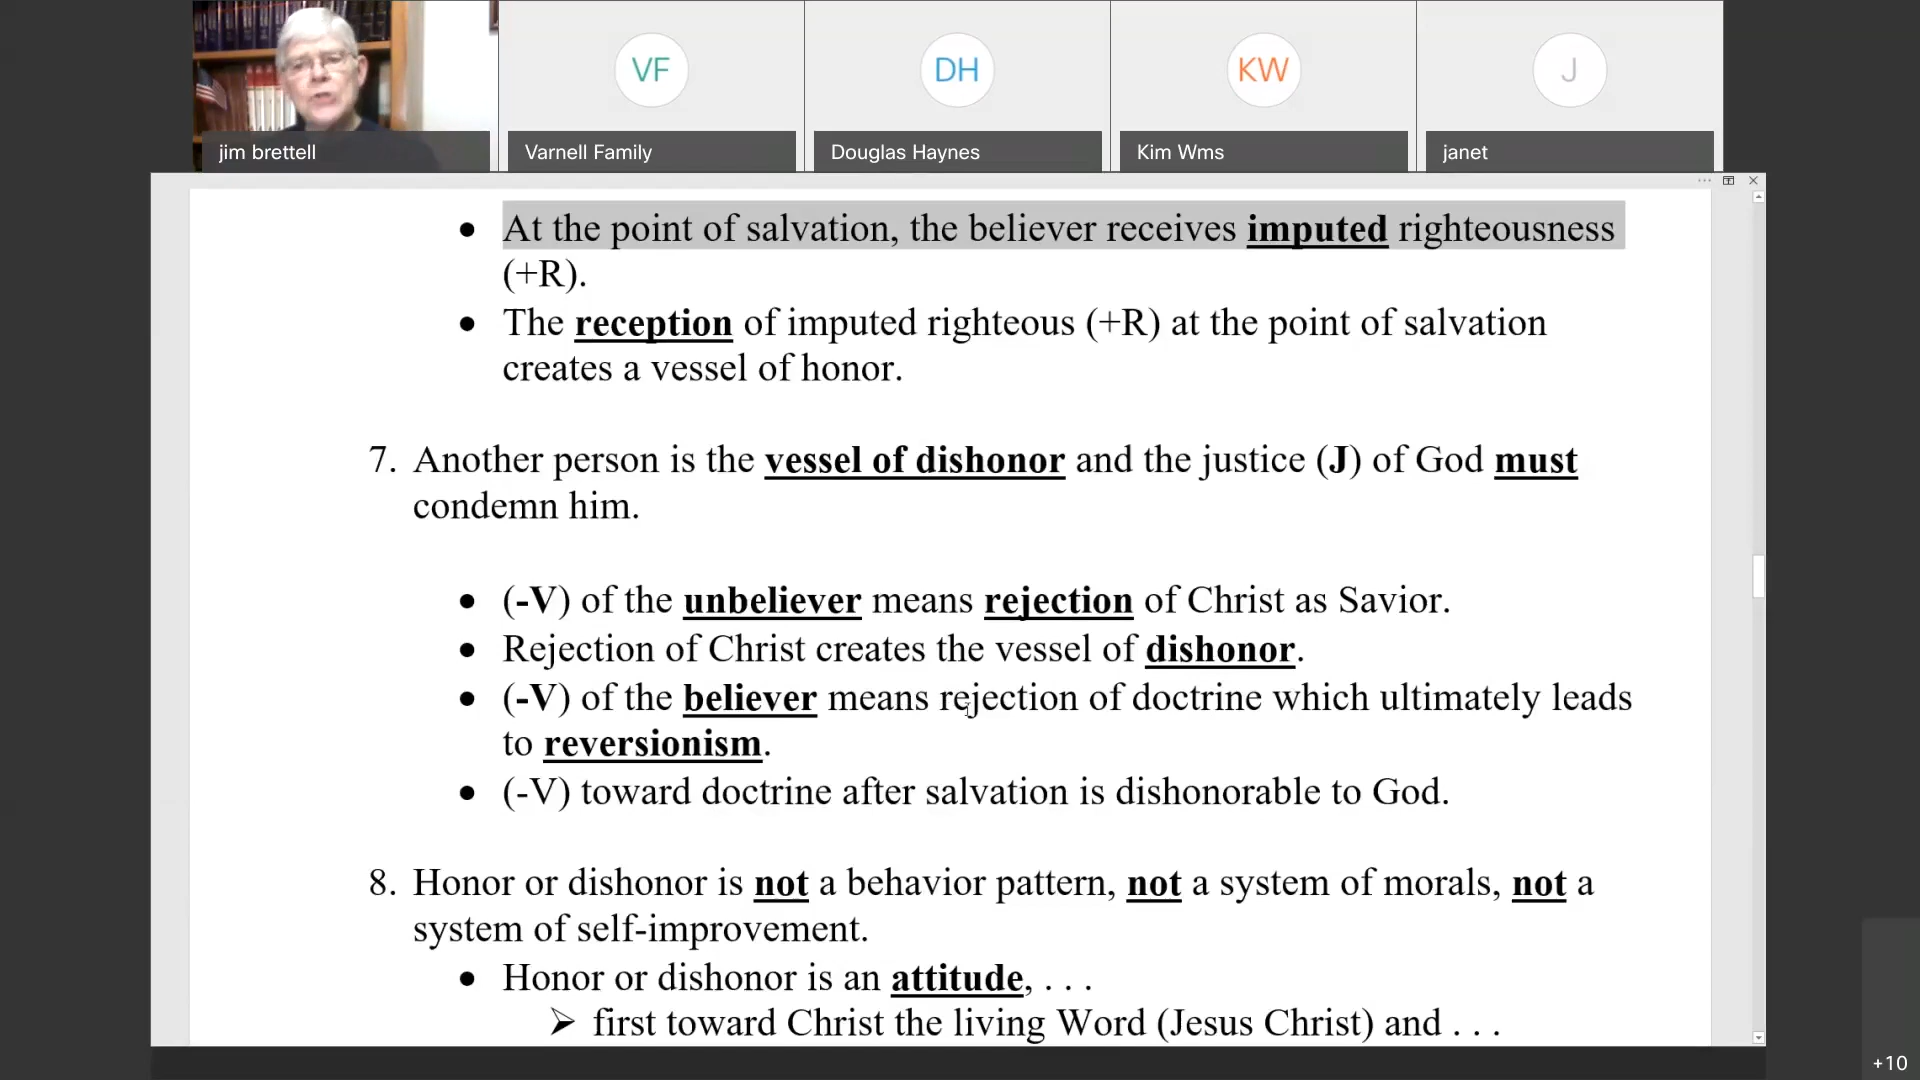 VF
DH
KW
J
jim brettell
Varnell Family
Douglas Haynes
Kim Wms
janet
• At the point of salvation, the believer receives imputed righteousness
(+R).
• The reception of imputed righteous (+R) at the point of salvation
creates a vessel of honor.
7. Another person is the vessel of dishonor and the justice (J) of God must
condemn him.
• (-V) of the unbeliever means rejection of Christ as Savior.
• Rejection of Christ creates the vessel of dishonor.
• (-V) of the believer means rejection of doctrine which ultimately leads
to reversionism.
• (-V) toward doctrine after salvation is dishonorable to God.
8. Honor or dishonor is not a behavior pattern, not a system of morals, not a
system of self-improvement.
• Honor or dishonor is an attitude, . . .
➢ first toward Christ the living Word (Jesus Christ) and . . .
+10